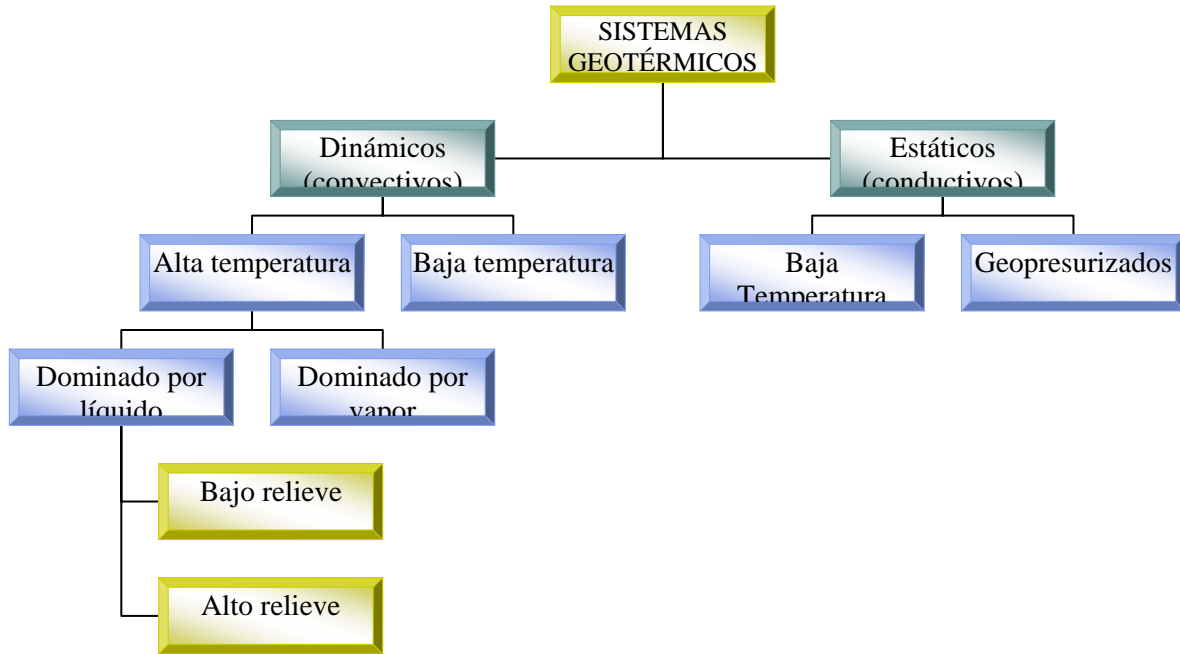 SISTEMAS
GEOTÉRMICOS
Dinámicos
(convectivos)
Estáticos
(conductivos)
Alta temperatura
Baja temperatura
Baja
Temperatura
Geopresurizados
Dominado por
líquido
Dominado por
vapor
Bajo relieve
Alto relieve